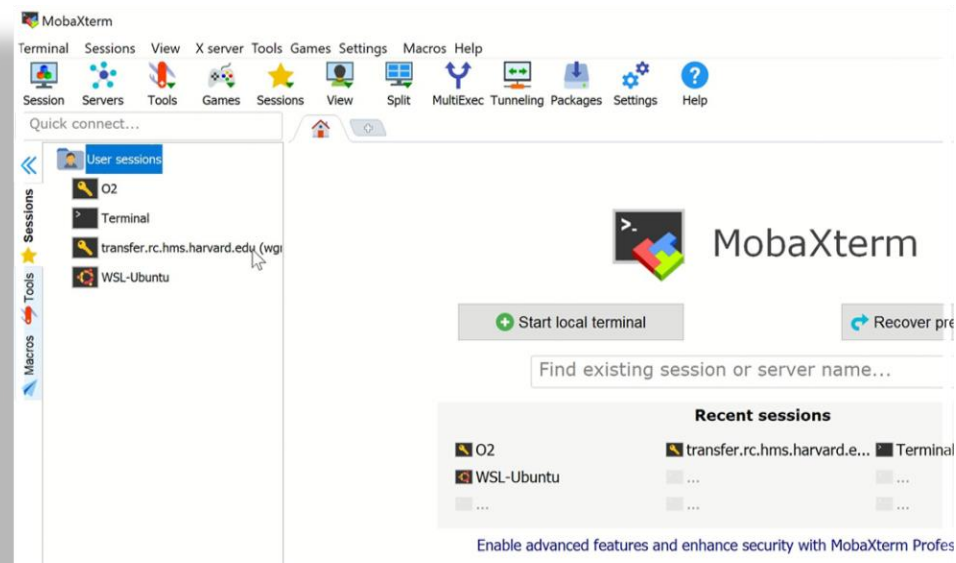 MobaXterm
Terminal Sessions View X server Tools Games Settings Macros Help
Session Servers Tools Games Sessions View Split MultiExec Tunneling Packages Settings Help
Quick connect...
User sessions
O2
Terminal
transfer.rc.hms.harvard.edu (wgr
WSL-Ubuntu
Sessions
Tools
Macros
MobaXterm
Start local terminal
Recover pre
Find existing session or server name...
Recent sessions
O2 transfer.rc.hms.harvard.e... Terminal
WSL-Ubuntu ... ...
... ... ...
Enable advanced features and enhance security with MobaXterm Profes